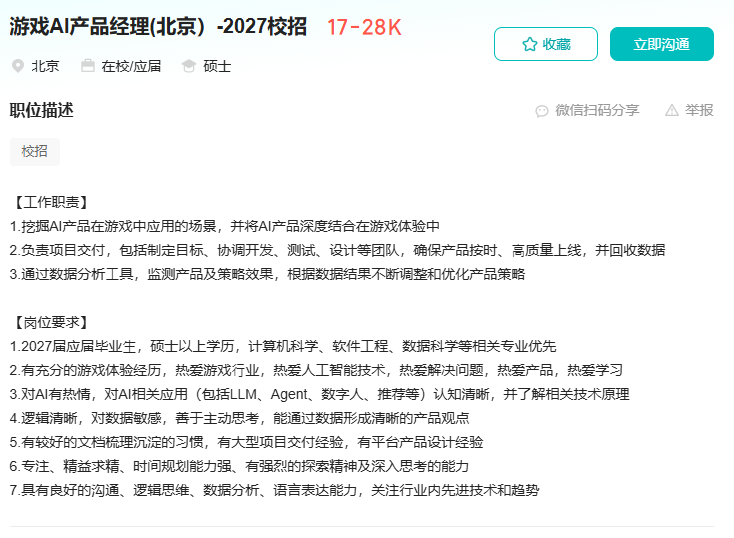 游戏AI产品经理(北京）-2027校招 17-28K
收藏 立即沟通
北京 在校/应届 硕士
职位描述 微信扫码分享 举报
校招
【工作职责】
1.挖掘AI产品在游戏中应用的场景，并将AI产品深度结合在游戏体验中
2.负责项目交付，包括制定目标、协调开发、测试、设计等团队，确保产品按时、高质量上线，并回收数据
3.通过数据分析工具，监测产品及策略效果，根据数据结果不断调整和优化产品策略
【岗位要求】
1.2027届应届毕业生，硕士以上学历，计算机科学、软件工程、数据科学等相关专业优先
2.有充分的游戏体验经历，热爱游戏行业，热爱人工智能技术，热爱解决问题，热爱产品，热爱学习
3.对AI有热情，对AI相关应用（包括LLM、Agent、数字人、推荐等）认知清晰，并了解相关技术原理
4.逻辑清晰，对数据敏感，善于主动思考，能通过数据形成清晰的产品观点
5.有较好的文档梳理沉淀的习惯，有大型项目交付经验，有平台产品设计经验
6.专注、精益求精、时间规划能力强、有强烈的探索精神及深入思考的能力
7.具有良好的沟通、逻辑思维、数据分析、语言表达能力，关注行业内先进技术和趋势